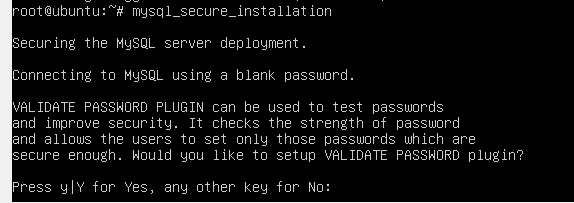 root@ubuntu:~# mysql_secure_installation
Securing the MySQL server deployment.
Connecting to MySQL using a blank password.
VALIDATE PASSWORD PLUGIN can be used to test passwords
and improve security. It checks the strength of password
and allows the users to set only those passwords which are
secure enough. Would you like to setup VALIDATE PASSWORD plugin?
Press y|Y for Yes, any other key for No: